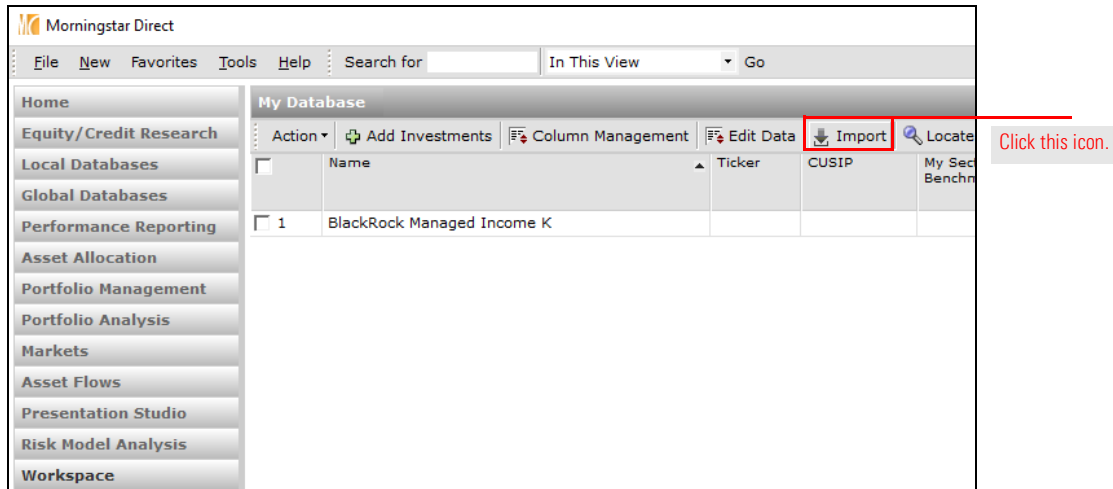 Morningstar Direct
File New Favorites Tools Help Search for In This View Go
Home
Equity/Credit Research
Local Databases
Global Databases
Performance Reporting
Asset Allocation
Portfolio Management
Portfolio Analysis
Markets
Asset Flows
Presentation Studio
Risk Model Analysis
Workspace
My Database
Action Add Investments Column Management Edit Data Import Locate
Name Ticker CUSIP My Sec
Benchm
1 BlackRock Managed Income K
Click this icon.